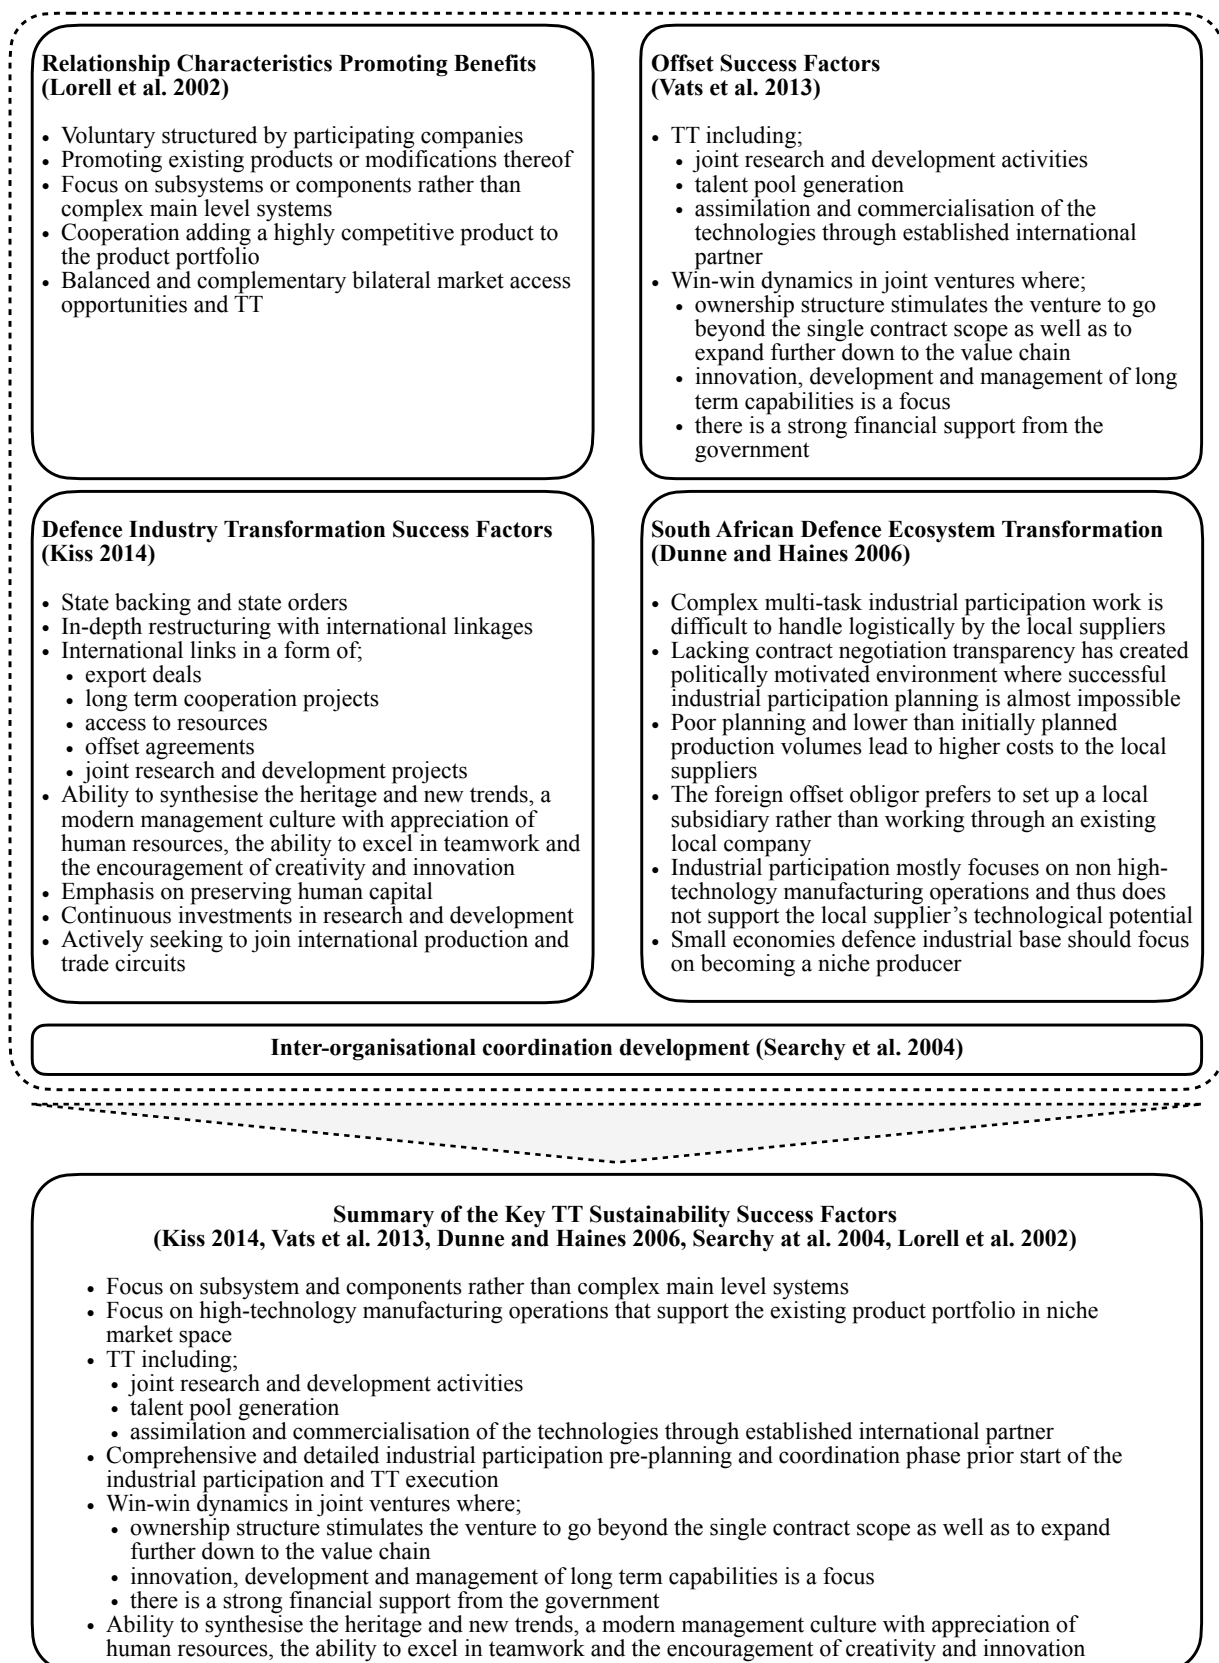 Relationship Characteristics Promoting Benefits
(Lorell et al. 2002)
• Voluntary structured by participating companies
• Promoting existing products or modifications thereof
• Focus on subsystems or components rather than
complex main level systems
• Cooperation adding a highly competitive product to
the product portfolio
• Balanced and complementary bilateral market access
opportunities and TT
Offset Success Factors
(Vats et al. 2013)
• TT including;
• joint research and development activities
• talent pool generation
• assimilation and commercialisation of the
technologies through established international
partner
• Win-win dynamics in joint ventures where;
• ownership structure stimulates the venture to go
beyond the single contract scope as well as to
expand further down to the value chain
• innovation, development and management of long
term capabilities is a focus
• there is a strong financial support from the
government
Defence Industry Transformation Success Factors
(Kiss 2014)
• State backing and state orders
• In-depth restructuring with international linkages
• International links in a form of;
• export deals
• long term cooperation projects
• access to resources
• offset agreements
• joint research and development projects
• Ability to synthesise the heritage and new trends, a
modern management culture with appreciation of
human resources, the ability to excel in teamwork and
the encouragement of creativity and innovation
• Emphasis on preserving human capital
• Continuous investments in research and development
• Actively seeking to join international production and
trade circuits
South African Defence Ecosystem Transformation
(Dunne and Haines 2006)
• Complex multi-task industrial participation work is
difficult to handle logistically by the local suppliers
• Lacking contract negotiation transparency has created
politically motivated environment where successful
industrial participation planning is almost impossible
• Poor planning and lower than initially planned
production volumes lead to higher costs to the local
suppliers
• The foreign offset obligor prefers to set up a local
subsidiary rather than working through an existing
local company
• Industrial participation mostly focuses on non high-
technology manufacturing operations and thus does
not support the local supplier’s technological potential
• Small economies defence industrial base should focus
on becoming a niche producer
Inter-organisational coordination development (Searchy et al. 2004)
Summary of the Key TT Sustainability Success Factors
(Kiss 2014, Vats et al. 2013, Dunne and Haines 2006, Searchy at al. 2004, Lorell et al. 2002)
• Focus on subsystem and components rather than complex main level systems
• Focus on high-technology manufacturing operations that support the existing product portfolio in niche
market space
• TT including;
• joint research and development activities
• talent pool generation
• assimilation and commercialisation of the technologies through established international partner
• Comprehensive and detailed industrial participation pre-planning and coordination phase prior start of the
industrial participation and TT execution
• Win-win dynamics in joint ventures where;
• ownership structure stimulates the venture to go beyond the single contract scope as well as to expand
further down to the value chain
• innovation, development and management of long term capabilities is a focus
• there is a strong financial support from the government
• Ability to synthesise the heritage and new trends, a modern management culture with appreciation of
human resources, the ability to excel in teamwork and the encouragement of creativity and innovation